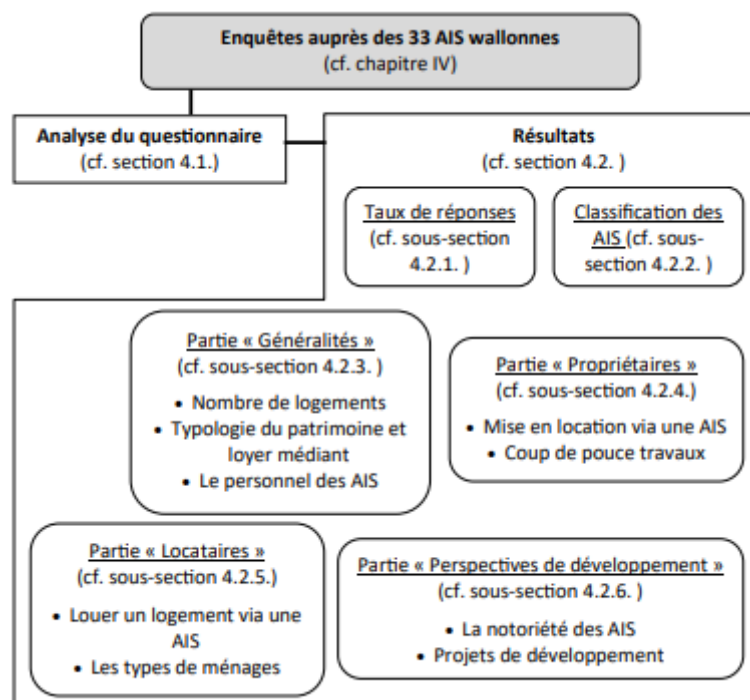 Enquêtes auprès des 33 AIS wallonnes
(cf. chapitre IV)
Analyse du questionnaire
(cf. section 4.1.)
Résultats
(cf. section 4.2. )
Taux de réponses
(cf. sous-section
4.2.1. )
Classification des
AIS (cf. sous-
section 4.2.2. )
Partie « Généralités »
(cf. sous-section 4.2.3. )
• Nombre de logements
• Typologie du patrimoine et
loyer médiant
• Le personnel des AIS
Partie « Propriétaires »
(cf. sous-section 4.2.4.)
• Mise en location via une AIS
• Coup de pouce travaux
Partie « Locataires »
(cf. sous-section 4.2.5.)
• Louer un logement via une
AIS
• Les types de ménages
Partie « Perspectives de développement »
(cf. sous-section 4.2.6. )
• La notoriété des AIS
• Projets de développement